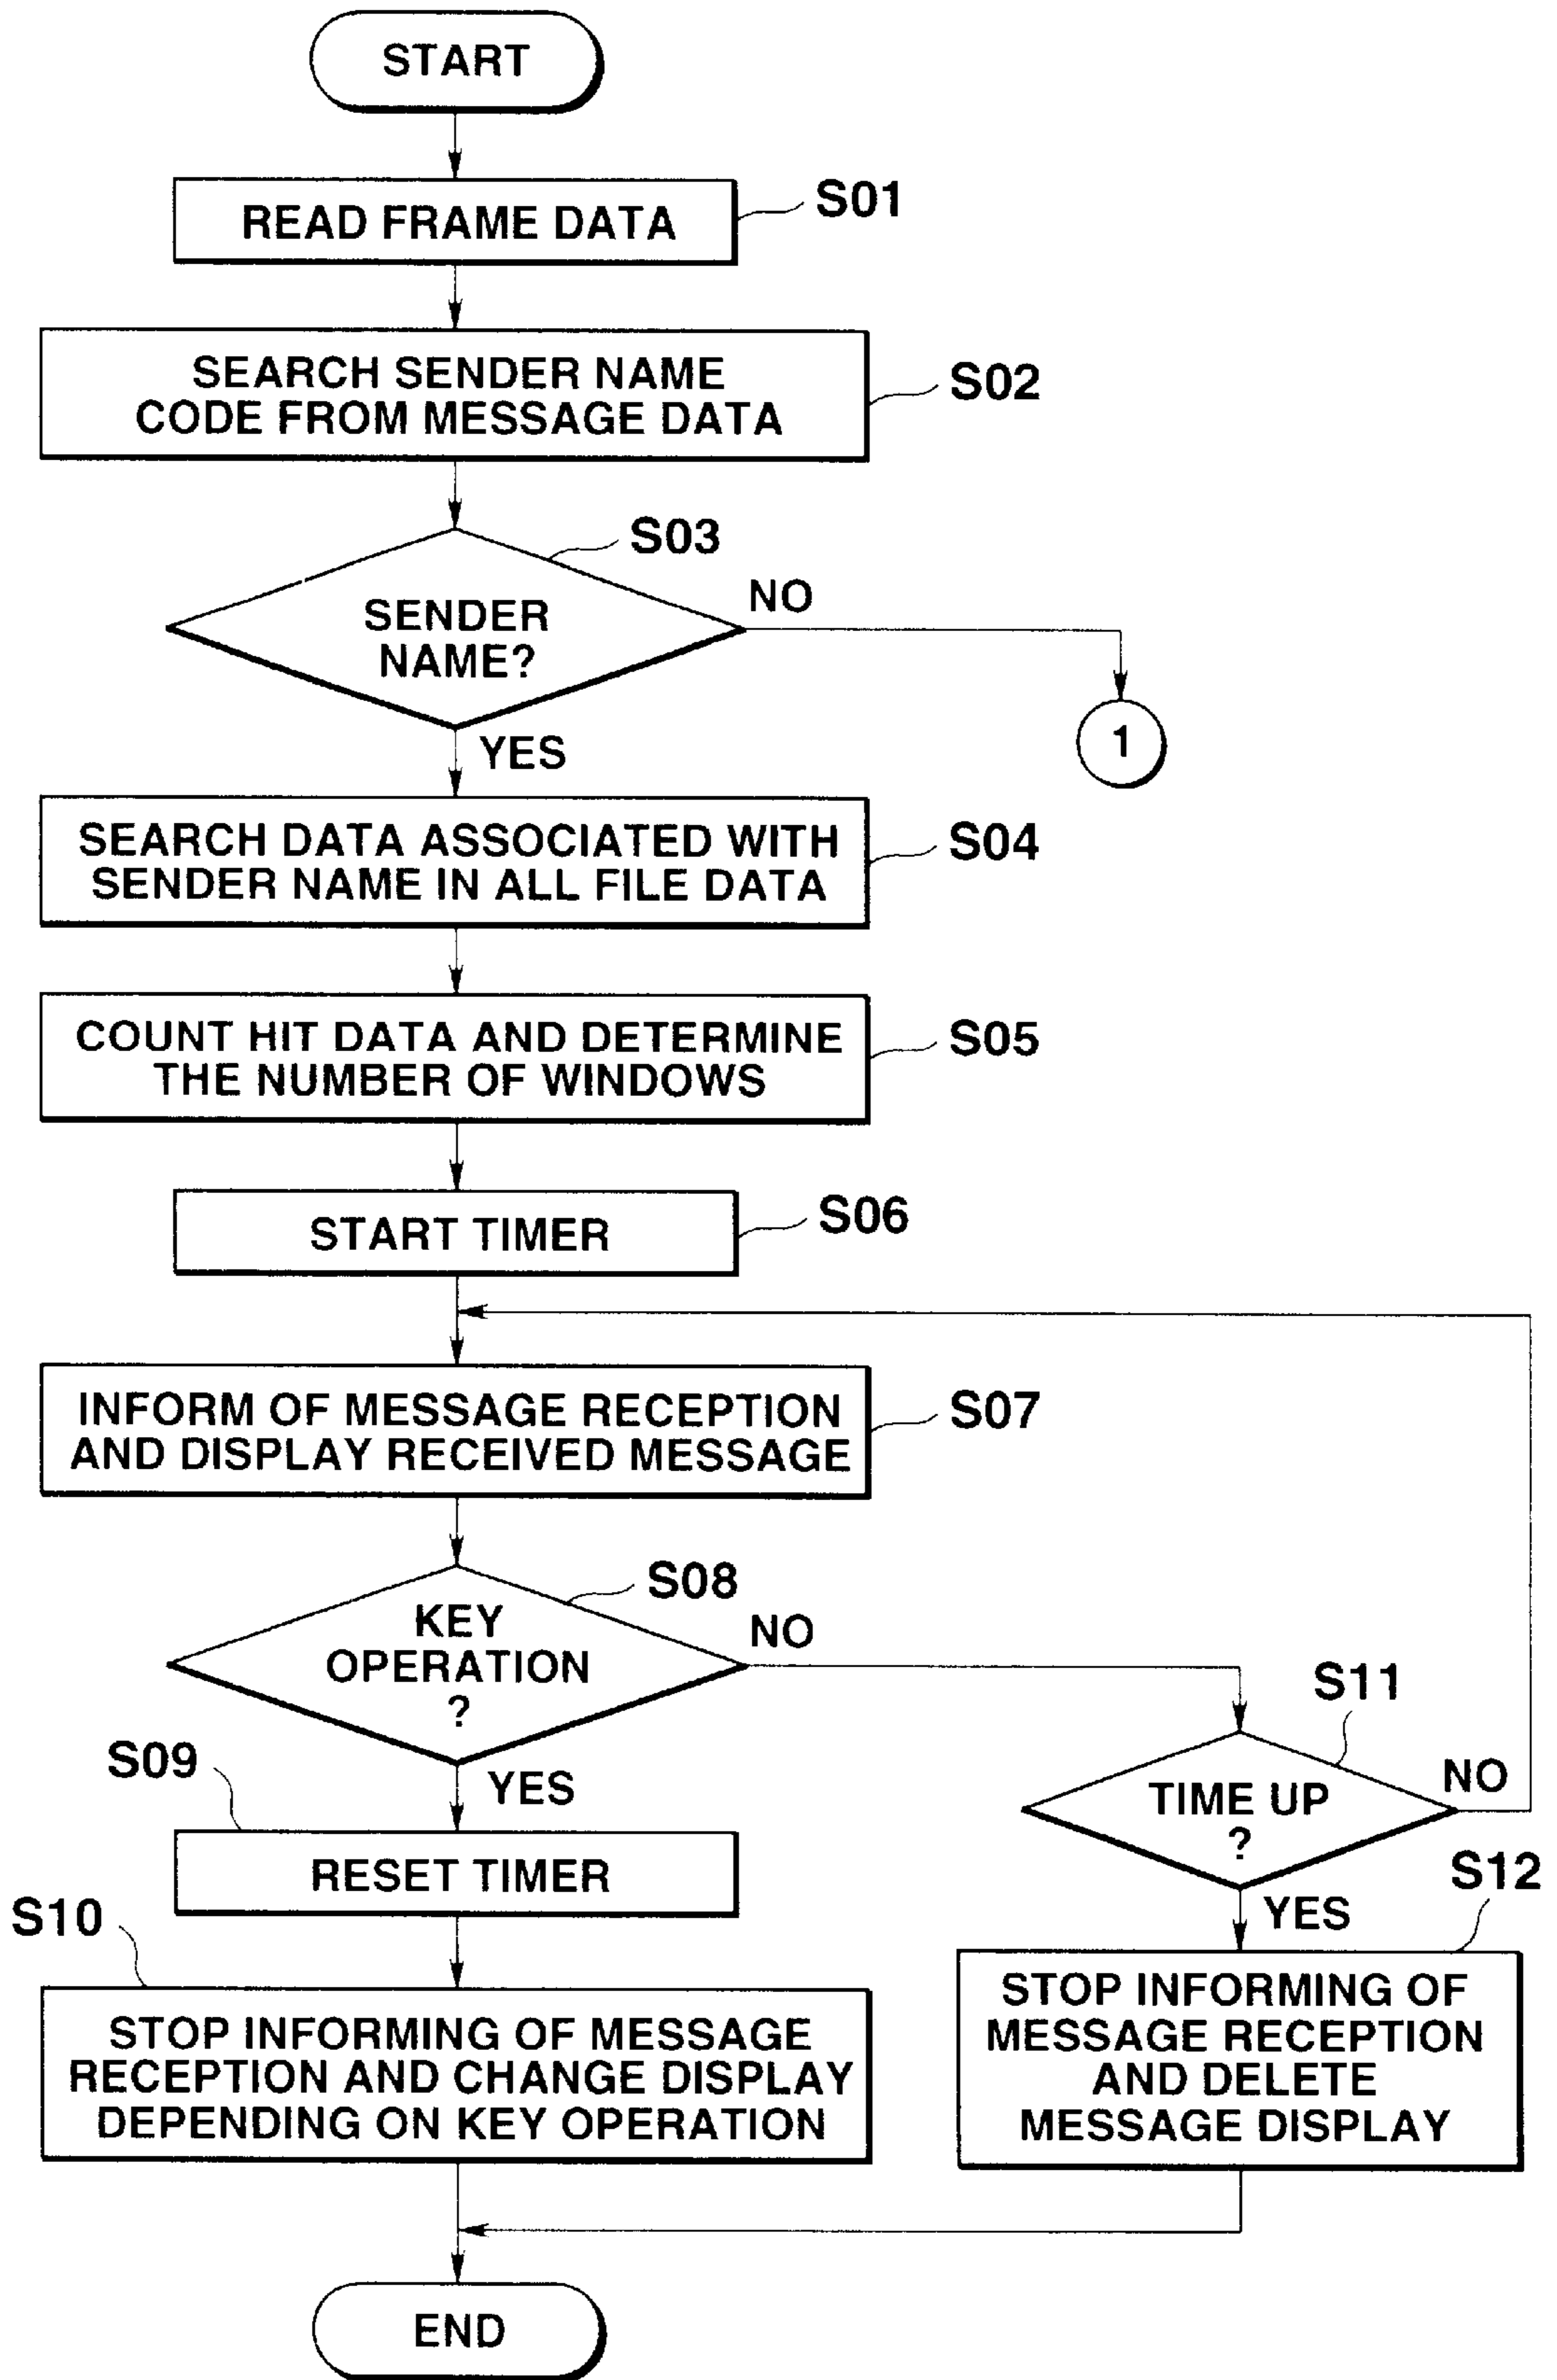 START
READ FRAME DATA
S01
SEARCH SENDER NAME
CODE FROM MESSAGE DATA
S02
S03
SENDER
NAME?
NO
1
YES
SEARCH DATA ASSOCIATED WITH
SENDER NAME IN ALL FILE DATA
S04
COUNT HIT DATA AND DETERMINE
THE NUMBER OF WINDOWS
S05
START TIMER
S06
INFORM OF MESSAGE RECEPTION
AND DISPLAY RECEIVED MESSAGE
S07
S08
KEY
OPERATION
?
NO
S11
TIME UP
?
NO
YES
S09
RESET TIMER
S12
YES
STOP INFORMING OF
MESSAGE RECEPTION
AND DELETE
MESSAGE DISPLAY
S10
STOP INFORMING OF MESSAGE
RECEPTION AND CHANGE DISPLAY
DEPENDING ON KEY OPERATION
END